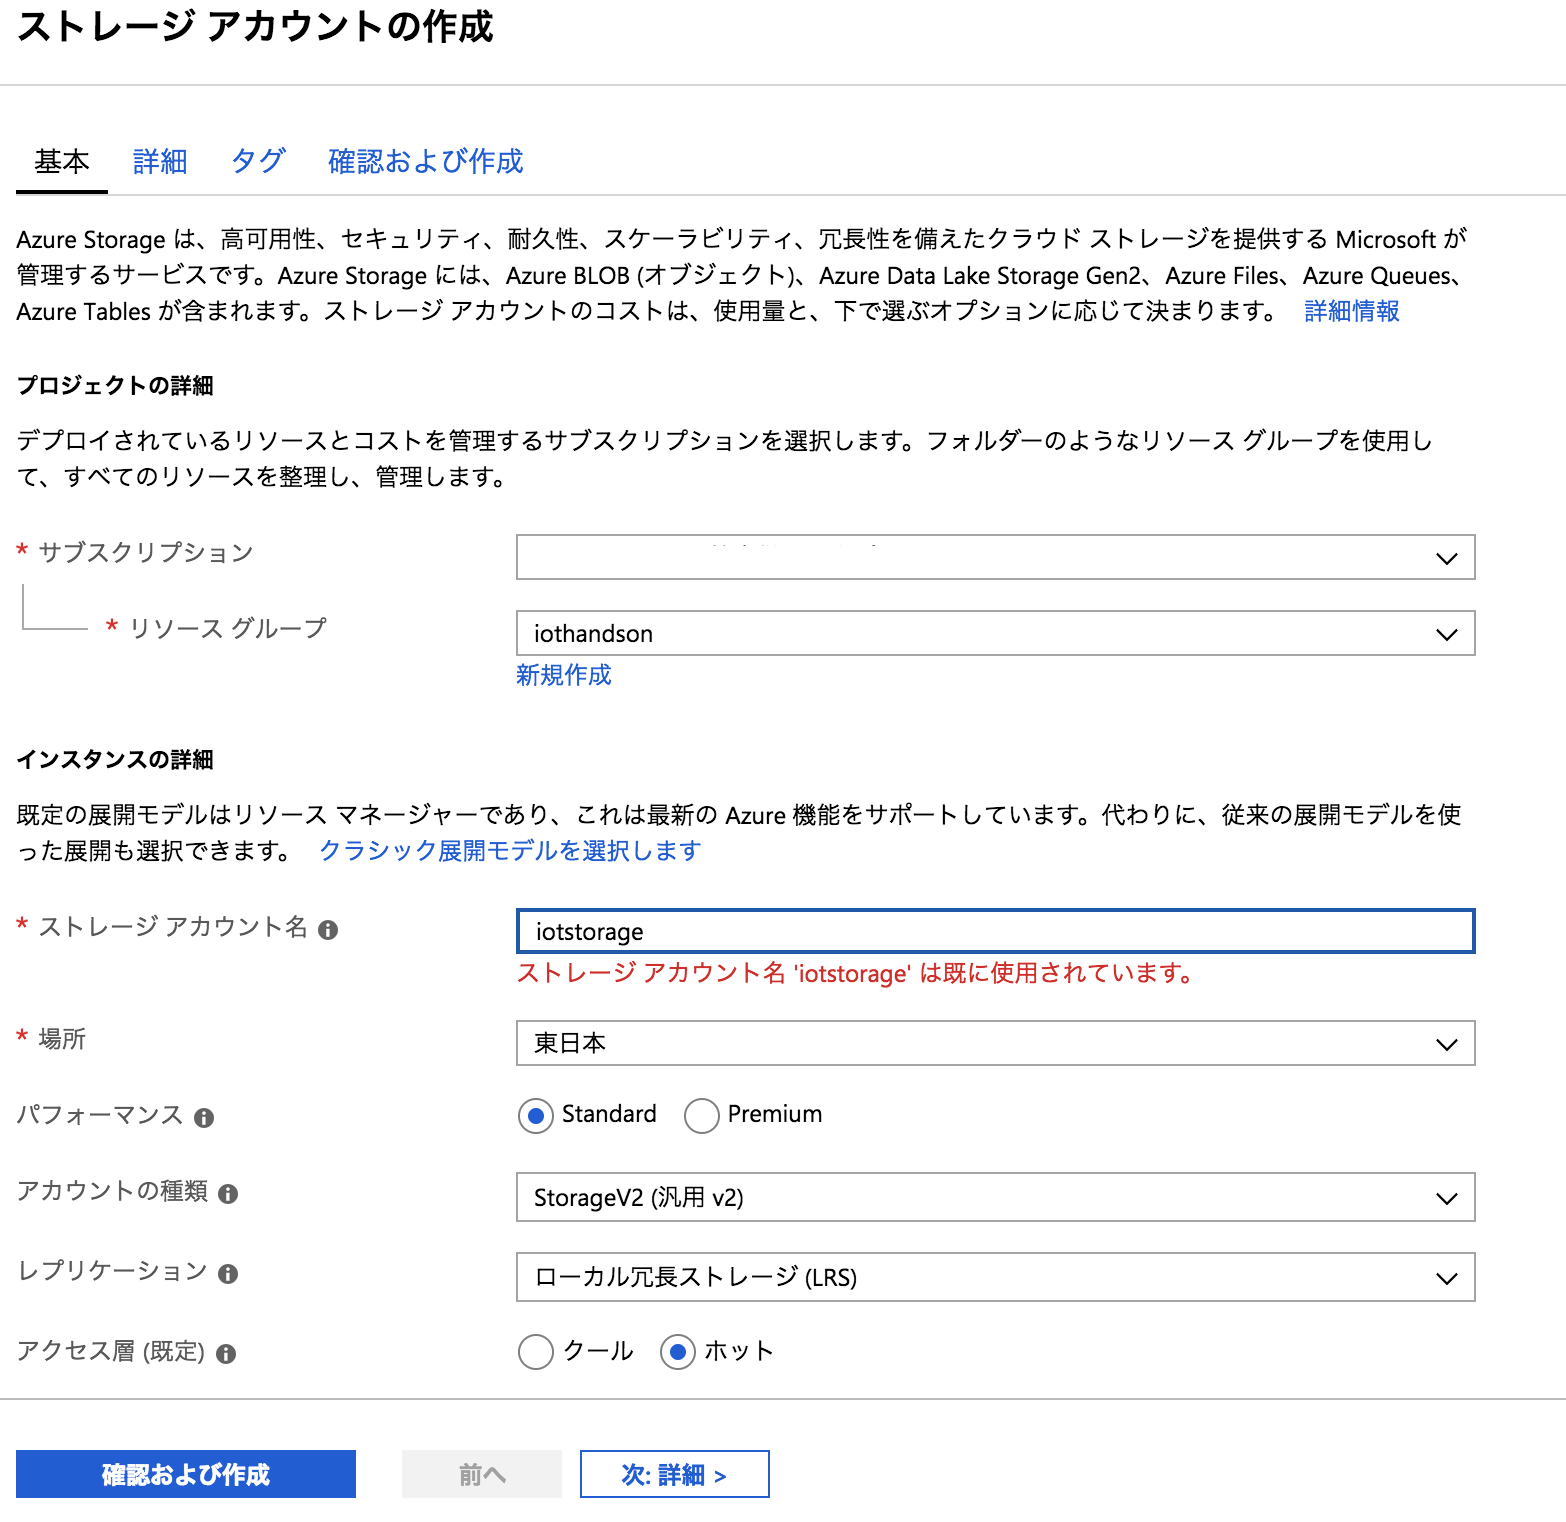 ストレージ アカウントの作成
基本 詳細 タグ 確認および作成
Azure Storage は、高可用性、セキュリティ、耐久性、スケーラビリティ、冗長性を備えたクラウド ストレージを提供する Microsoft が
管理するサービスです。Azure Storage には、Azure BLOB (オブジェクト)、Azure Data Lake Storage Gen2、Azure Files、Azure Queues、
Azure Tables が含まれます。ストレージ アカウントのコストは、使用量と、下で選ぶオプションに応じて決まります。 詳細情報
プロジェクトの詳細
デプロイされているリソースとコストを管理するサブスクリプションを選択します。フォルダーのようなリソース グループを使用し
て、すべてのリソースを整理し、管理します。
* サブスクリプション
* リソース グループ iothandson
新規作成
インスタンスの詳細
既定の展開モデルはリソース マネージャーであり、これは最新の Azure 機能をサポートしています。代わりに、従来の展開モデルを使
った展開も選択できます。 クラシック展開モデルを選択します
* ストレージ アカウント名 iotstorage
ストレージ アカウント名 'iotstorage' は既に使用されています。
* 場所 東日本
パフォーマンス Standard Premium
アカウントの種類 StorageV2 (汎用 v2)
レプリケーション ローカル冗長ストレージ (LRS)
アクセス層 (既定) クール ホット
確認および作成 前へ 次: 詳細 >